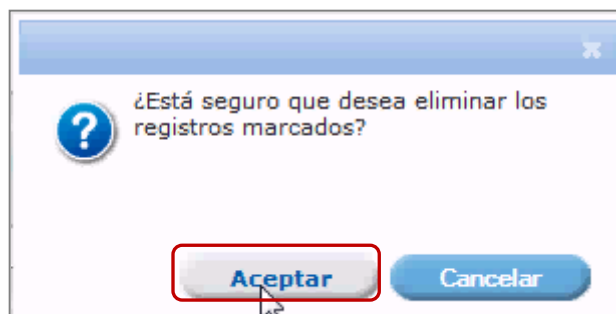 ¿Está seguro que desea eliminar los
registros marcados?
Aceptar
Cancelar